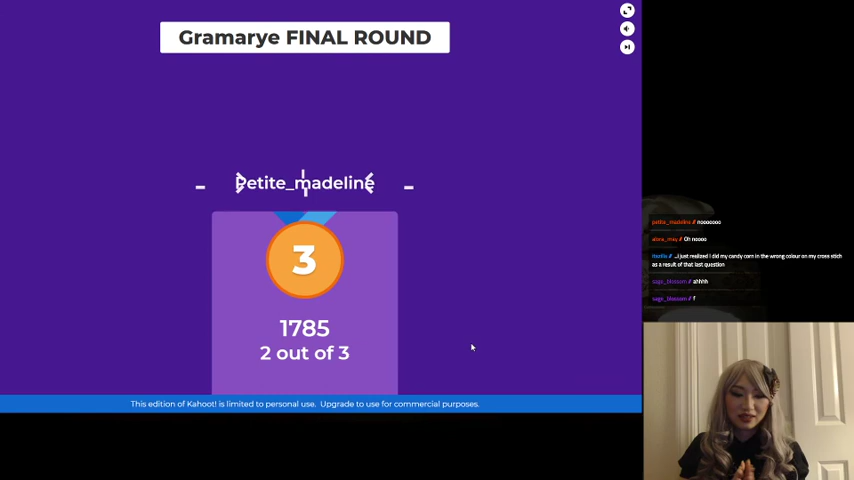 Gramarye FINAL ROUND
Petite_madeline
3
1785
2 out of 3
This edition of Kahoot! is limited to personal use. Upgrade to use for commercial purposes.
petite_madeline // nooooooo
alora_may // Oh noooo
// ...i just realized I did my candy corn in the wrong colour on my cross stich
as a result of that last question
sage_blossom // ahhhh
sage_blossom // f